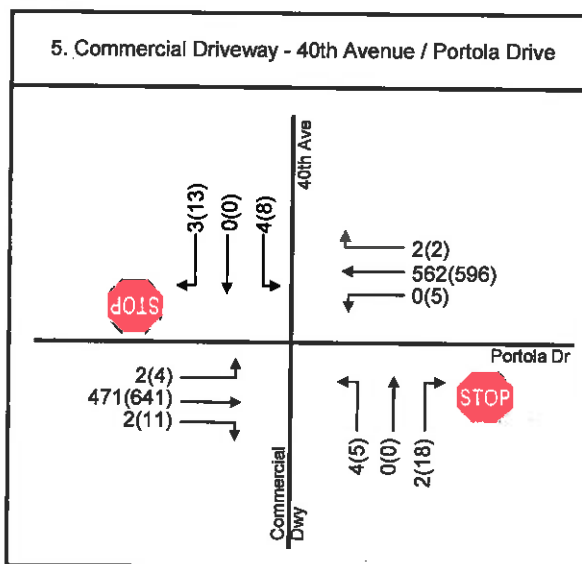 5. Commercial Driveway - 40th Avenue / Portola Drive
40th Ave
3(13)
0(0)
4(8)
2(2)
562(596)
0(5)
STOP
Portola Dr
2(4)
471(641)
2(11)
4(5)
0(0)
2(18)
STOP
Commercial
Dwy